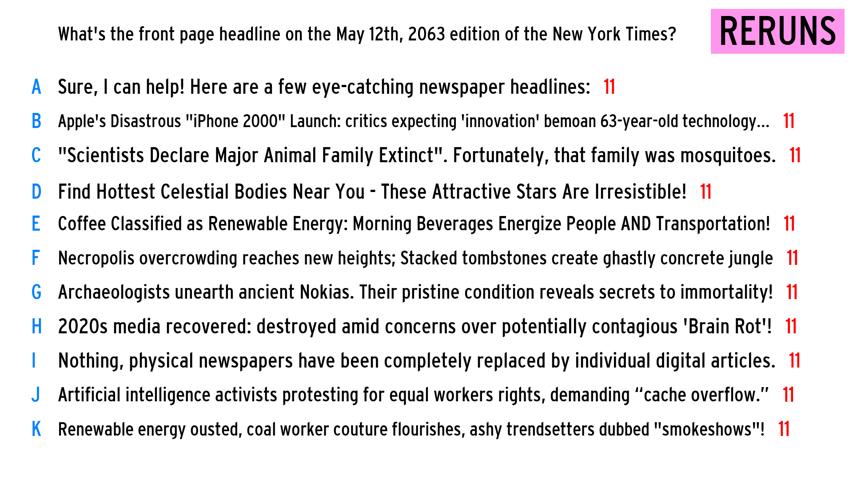 What's the front page headline on the May 12th, 2063 edition of the New York Times?
RERUNS
A Sure, I can help! Here are a few eye-catching newspaper headlines: 11
B Apple's Disastrous "iPhone 2000" Launch: critics expecting 'innovation' bemoan 63-year-old technology... 11
C "Scientists Declare Major Animal Family Extinct". Fortunately, that family was mosquitoes. 11
D Find Hottest Celestial Bodies Near You - These Attractive Stars Are Irresistible! 11
E Coffee Classified as Renewable Energy: Morning Beverages Energize People AND Transportation! 11
F Necropolis overcrowding reaches new heights; Stacked tombstones create ghastly concrete jungle 11
G Archaeologists unearth ancient Nokias. Their pristine condition reveals secrets to immortality! 11
H 2020s media recovered: destroyed amid concerns over potentially contagious 'Brain Rot'! 11
I Nothing, physical newspapers have been completely replaced by individual digital articles. 11
J Artificial intelligence activists protesting for equal workers rights, demanding “cache overflow.” 11
K Renewable energy ousted, coal worker couture flourishes, ashy trendsetters dubbed "smokeshows"! 11